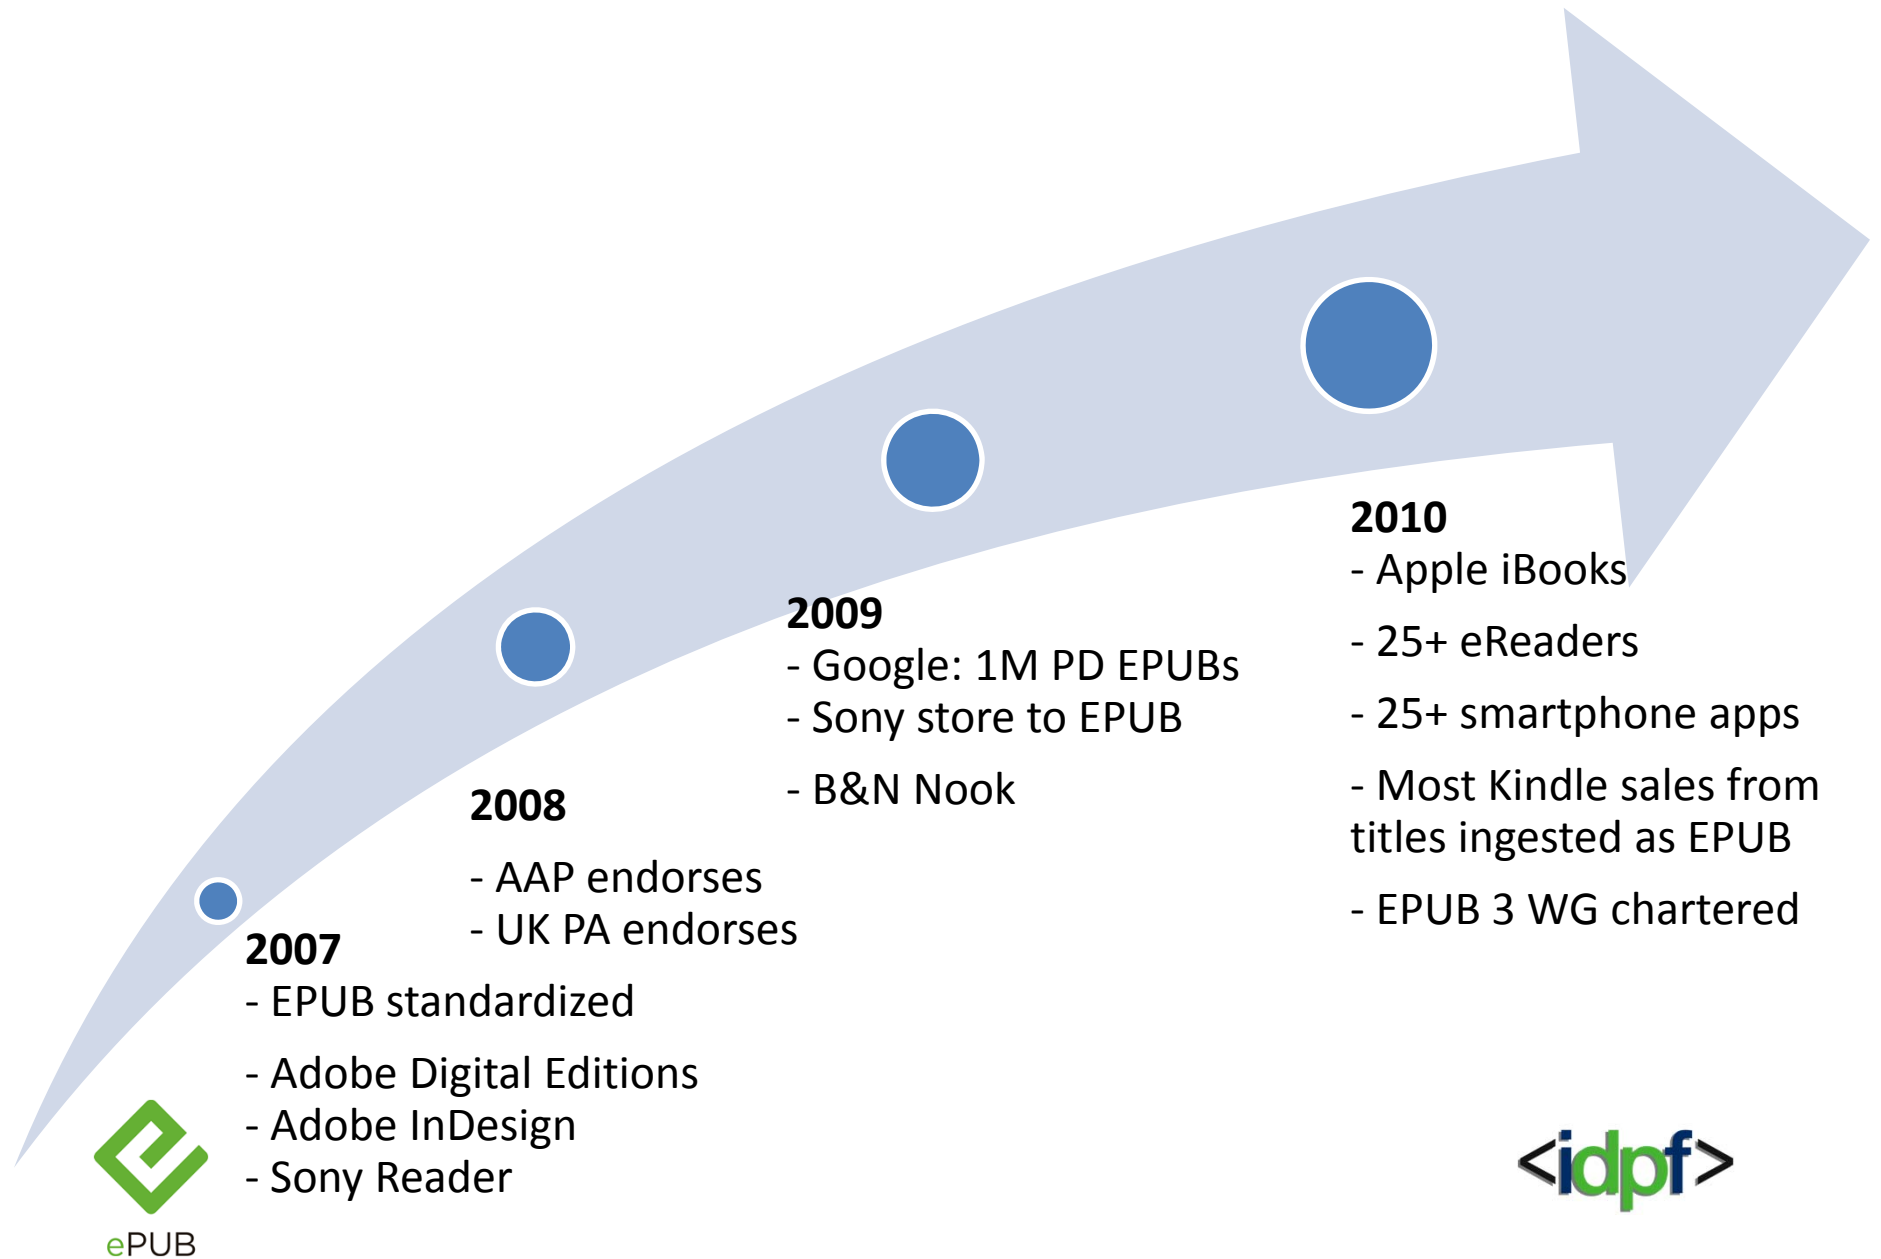 2007
- EPUB standardized
- Adobe Digital Editions
- Adobe InDesign
- Sony Reader
2008
- AAP endorses
- UK PA endorses
2009
- Google: 1M PD EPUBs
- Sony store to EPUB
- B&N Nook
2010
- Apple iBooks
- 25+ eReaders
- 25+ smartphone apps
- Most Kindle sales from
titles ingested as EPUB
- EPUB 3 WG chartered
ePUB
<idpf>